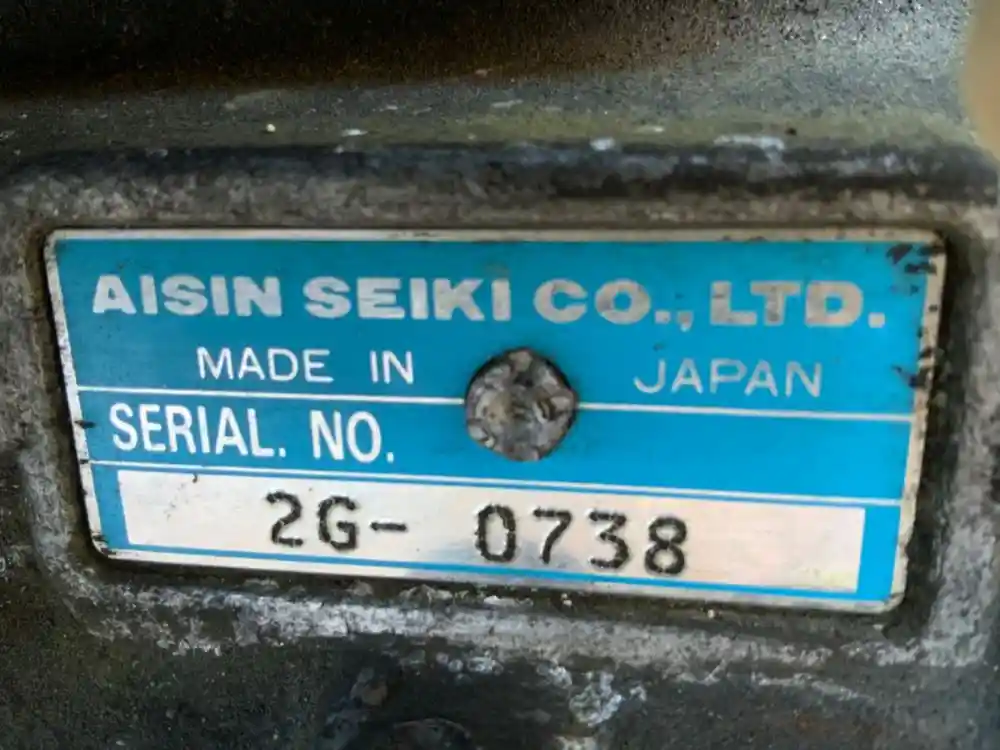 AISIN SEIKI CO., LTD.
MADE IN JAPAN
SERIAL. NO.
2G- 0738